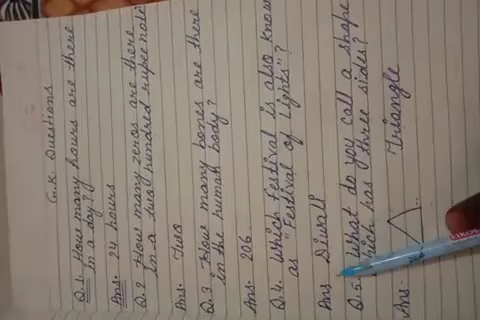 G.K. Questions
Q.1. How many hours are there
in a day?
Ans. 24 hours
Q.2 How many zeros are there
in a two hundred rupee note?
Ans. Two
Q.3. How many bones are there
in the human body?
Ans. 206
Q.4. Which festival is also know
as "Festival of Lights"?
Ans Diwali
Q.5. What do you call a shape
which has three sides?
Ans. Triangle